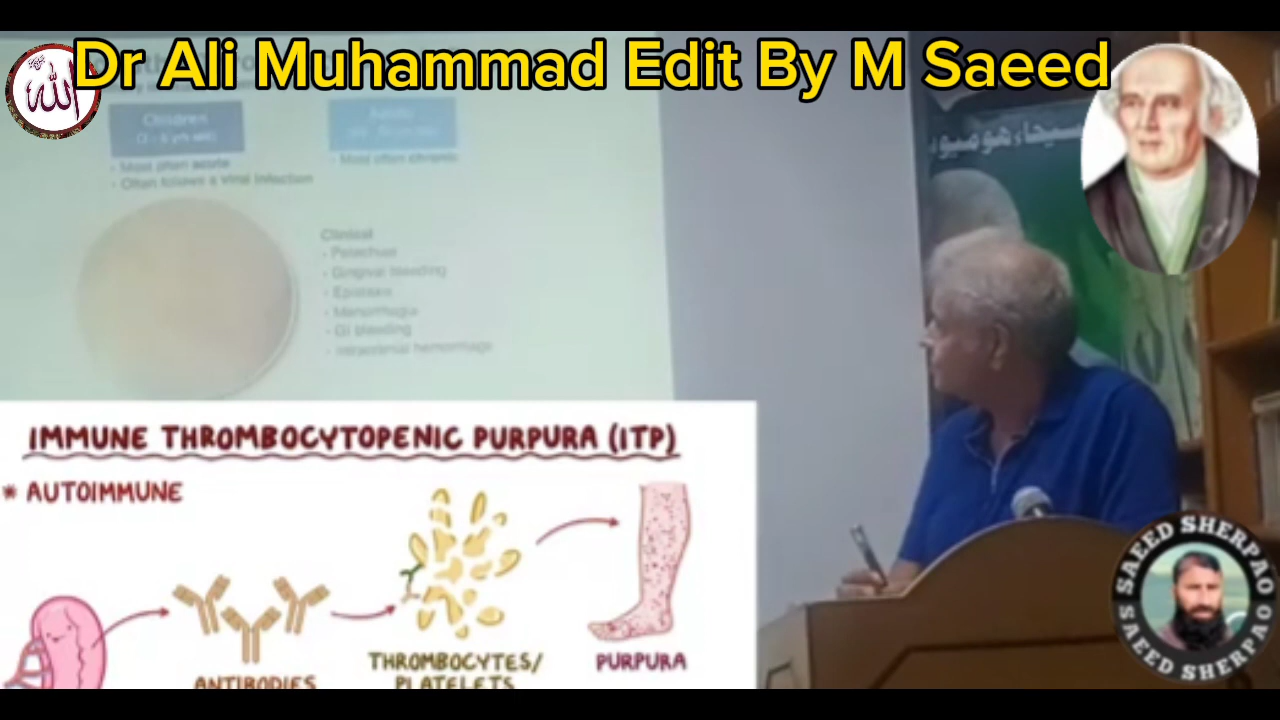 Dr Ali Muhammad Edit By M Saeed
الله
Children
- Most often acute
- Often follows a viral infection
- Most often chronic
Clinical
- Petechiae
- Gingival bleeding
- Epistaxis
- Menorrhagia
- GI bleeding
- Intracranial hemorrhage
IMMUNE THROMBOCYTOPENIC PURPURA (ITP)
* AUTOIMMUNE
ANTIBODIES
THROMBOCYTES/
PLATELETS
PURPURA
SAEED SHERPAO
SAEED SHERPAO